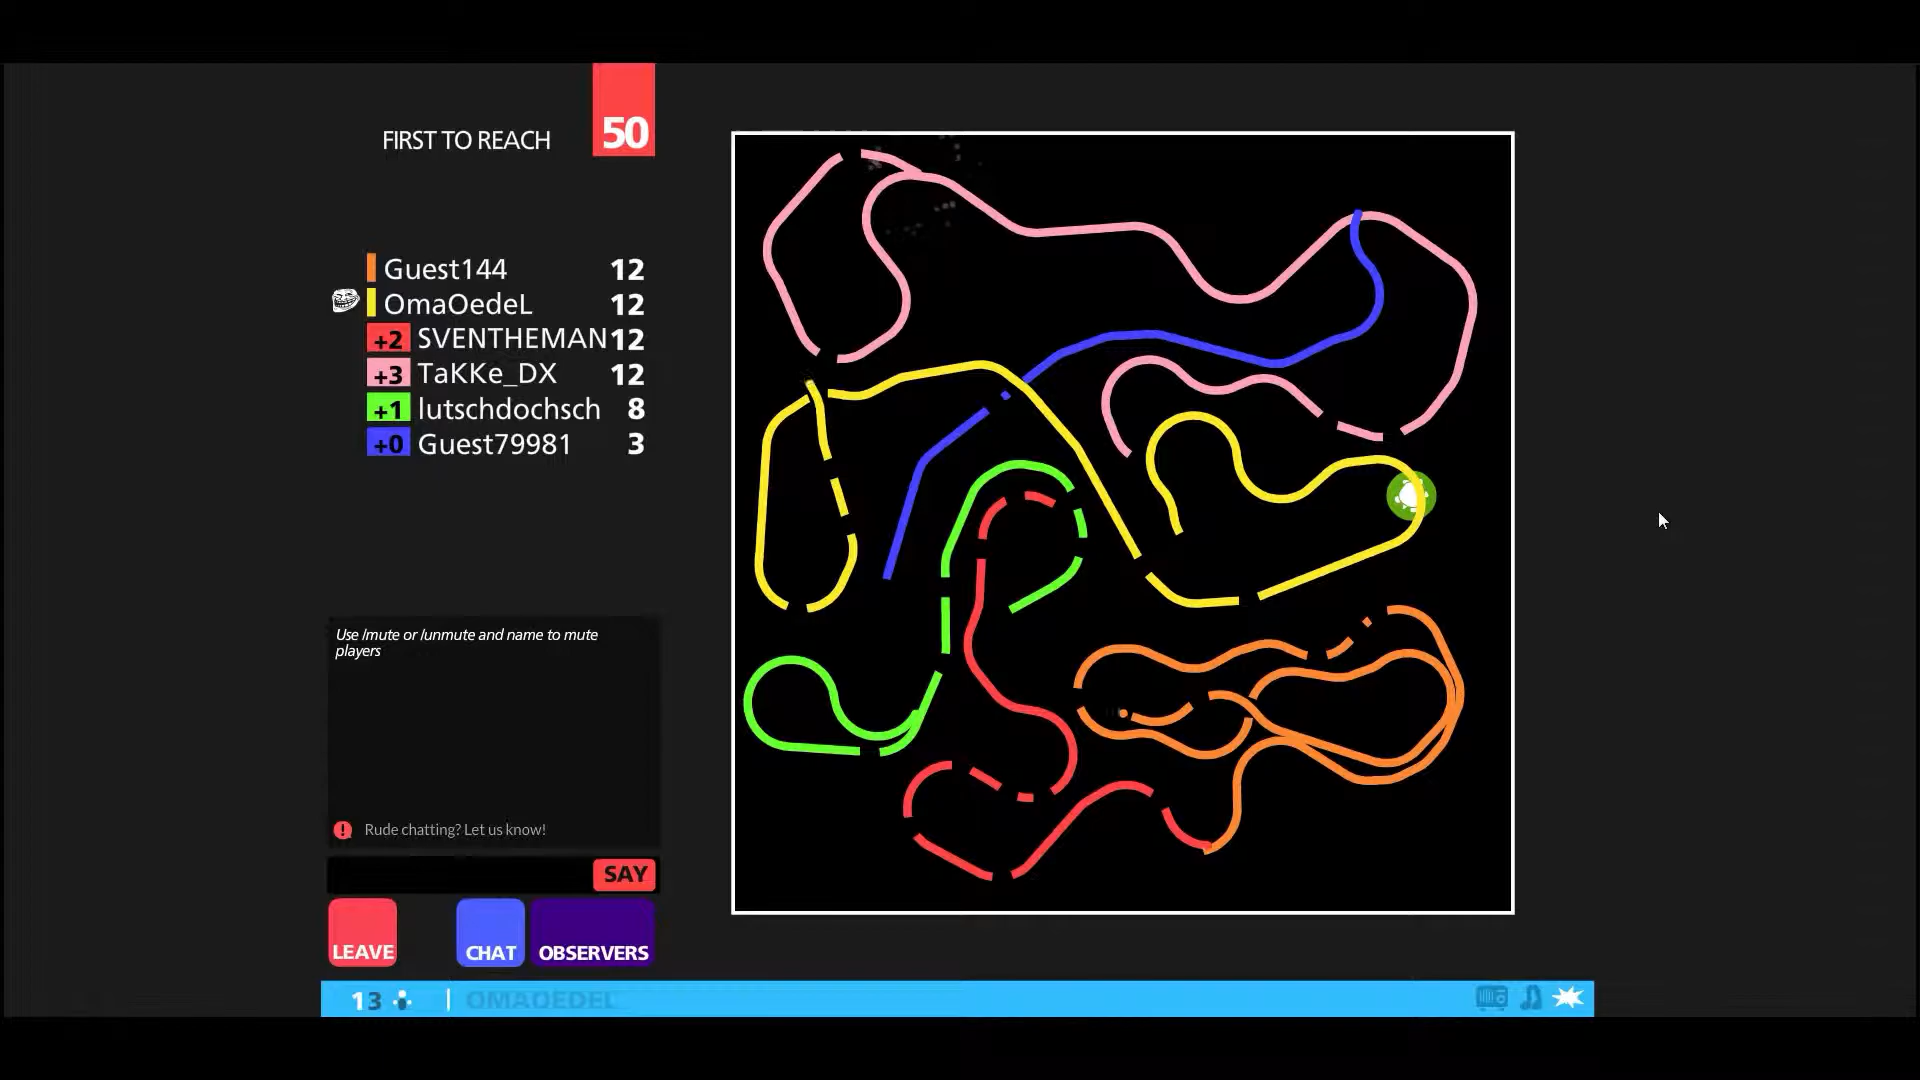 FIRST TO REACH 50
Guest144 12
OmaOedeL 12
+2 SVENTHEMAN 12
+3 TaKKe_DX 12
+1 lutschdochsch 8
+0 Guest79981 3
Use /mute or /unmute and name to mute
players
Rude chatting? Let us know!
SAY
LEAVE CHAT OBSERVERS
13 OMAOEDEL